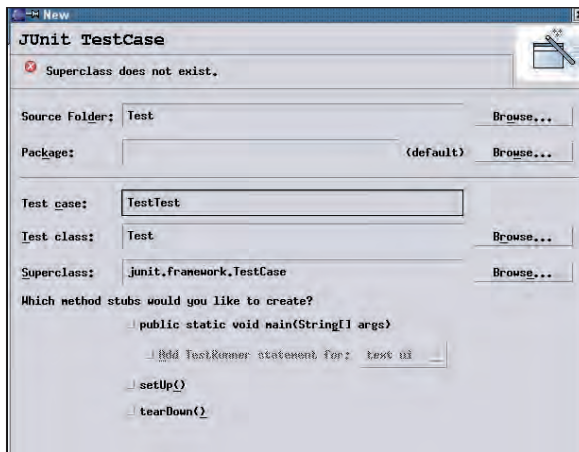 New
JUnit TestCase
Superclass does not exist.
Source Folder: Test Browse...
Package: (default) Browse...
Test case: TestTest
Test class: Test Browse...
Superclass: junit.framework.TestCase Browse...
Which method stubs would you like to create?
public static void main(String[] args)
Add TestRunner statement for: text ui
setUp()
tearDown()